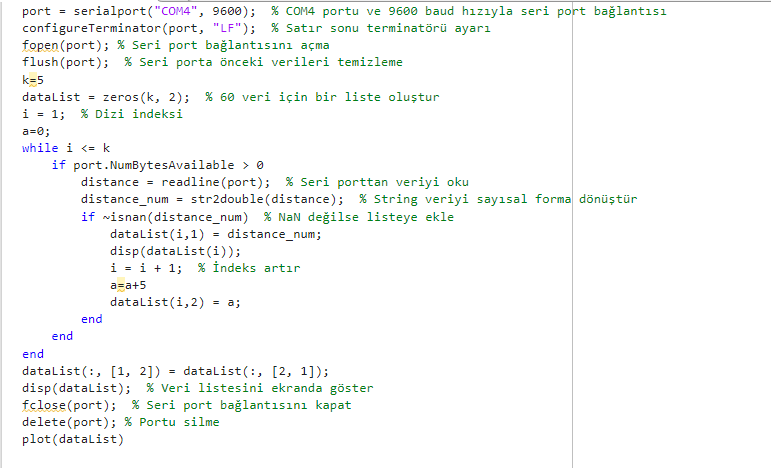 port = serialport("COM4", 9600);  % COM4 portu ve 9600 baud hızıyla seri port bağlantısı
configureTerminator(port, "LF");  % Satır sonu terminatörü ayarı
fopen(port); % Seri port bağlantısını açma
flush(port);  % Seri porta önceki verileri temizleme
k=5
dataList = zeros(k, 2);  % 60 veri için bir liste oluştur
i = 1;  % Dizi indeksi
a=0;
while i <= k
    if port.NumBytesAvailable > 0
        distance = readline(port);  % Seri porttan veriyi oku
        distance_num = str2double(distance);  % String veriyi sayısal forma dönüştür
        if ~isnan(distance_num)  % NaN değilse listeye ekle
            dataList(i,1) = distance_num;
            disp(dataList(i));
            i = i + 1;  % İndeks artır
            a=a+5
            dataList(i,2) = a;
        end
    end
end
dataList(:, [1, 2]) = dataList(:, [2, 1]);
disp(dataList);  % Veri listesini ekranda göster
fclose(port);  % Seri port bağlantısını kapat
delete(port); % Portu silme
plot(dataList)